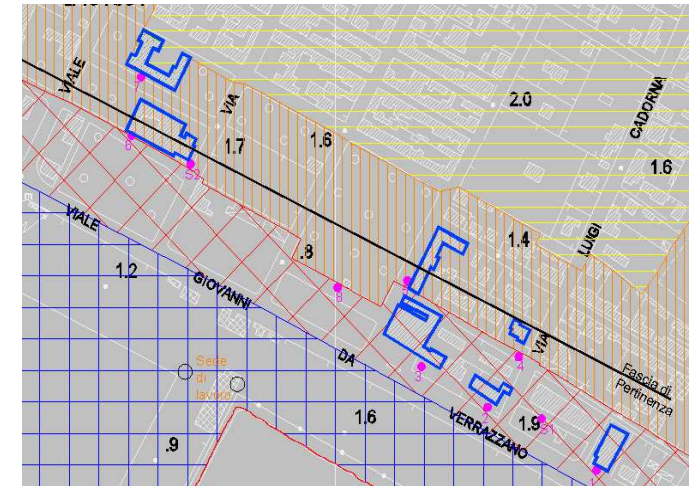 VIALE
7
VIA
2.0
CADORNA
6
S2
1.7
1.6
1.6
VIALE
1.2
GIOVANNI
.8
8
1.4
LUIGI
Sede
di
lavoro
DA
3
4
VIA
Fascia di
Pertinenza
1.6
2
1.9
S1
VERRAZZANO
.9
1